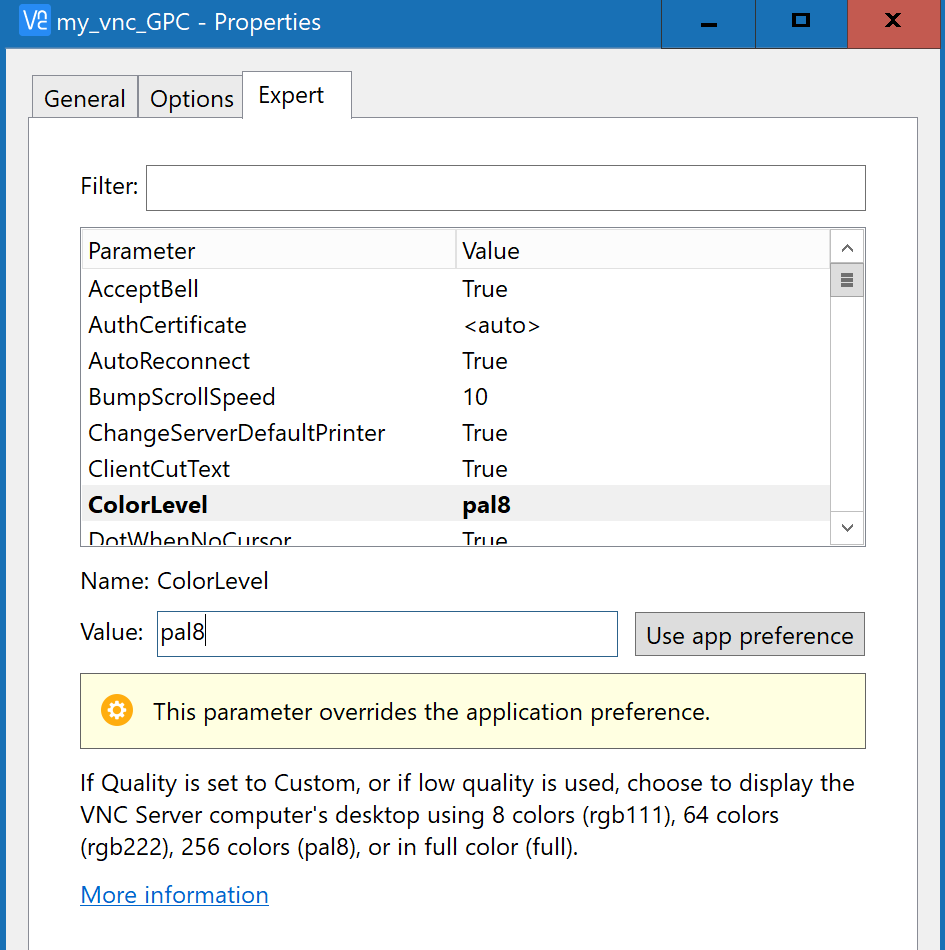 my_vnc_GPC - Properties
General Options Expert
Filter:
Parameter Value
AcceptBell True
AuthCertificate <auto>
AutoReconnect True
BumpScrollSpeed 10
ChangeServerDefaultPrinter True
ClientCutText True
ColorLevel pal8
DotWhenNoCursor True
Name: ColorLevel
Value: pal8 Use app preference
This parameter overrides the application preference.
If Quality is set to Custom, or if low quality is used, choose to display the
VNC Server computer's desktop using 8 colors (rgb111), 64 colors
(rgb222), 256 colors (pal8), or in full color (full).
More information